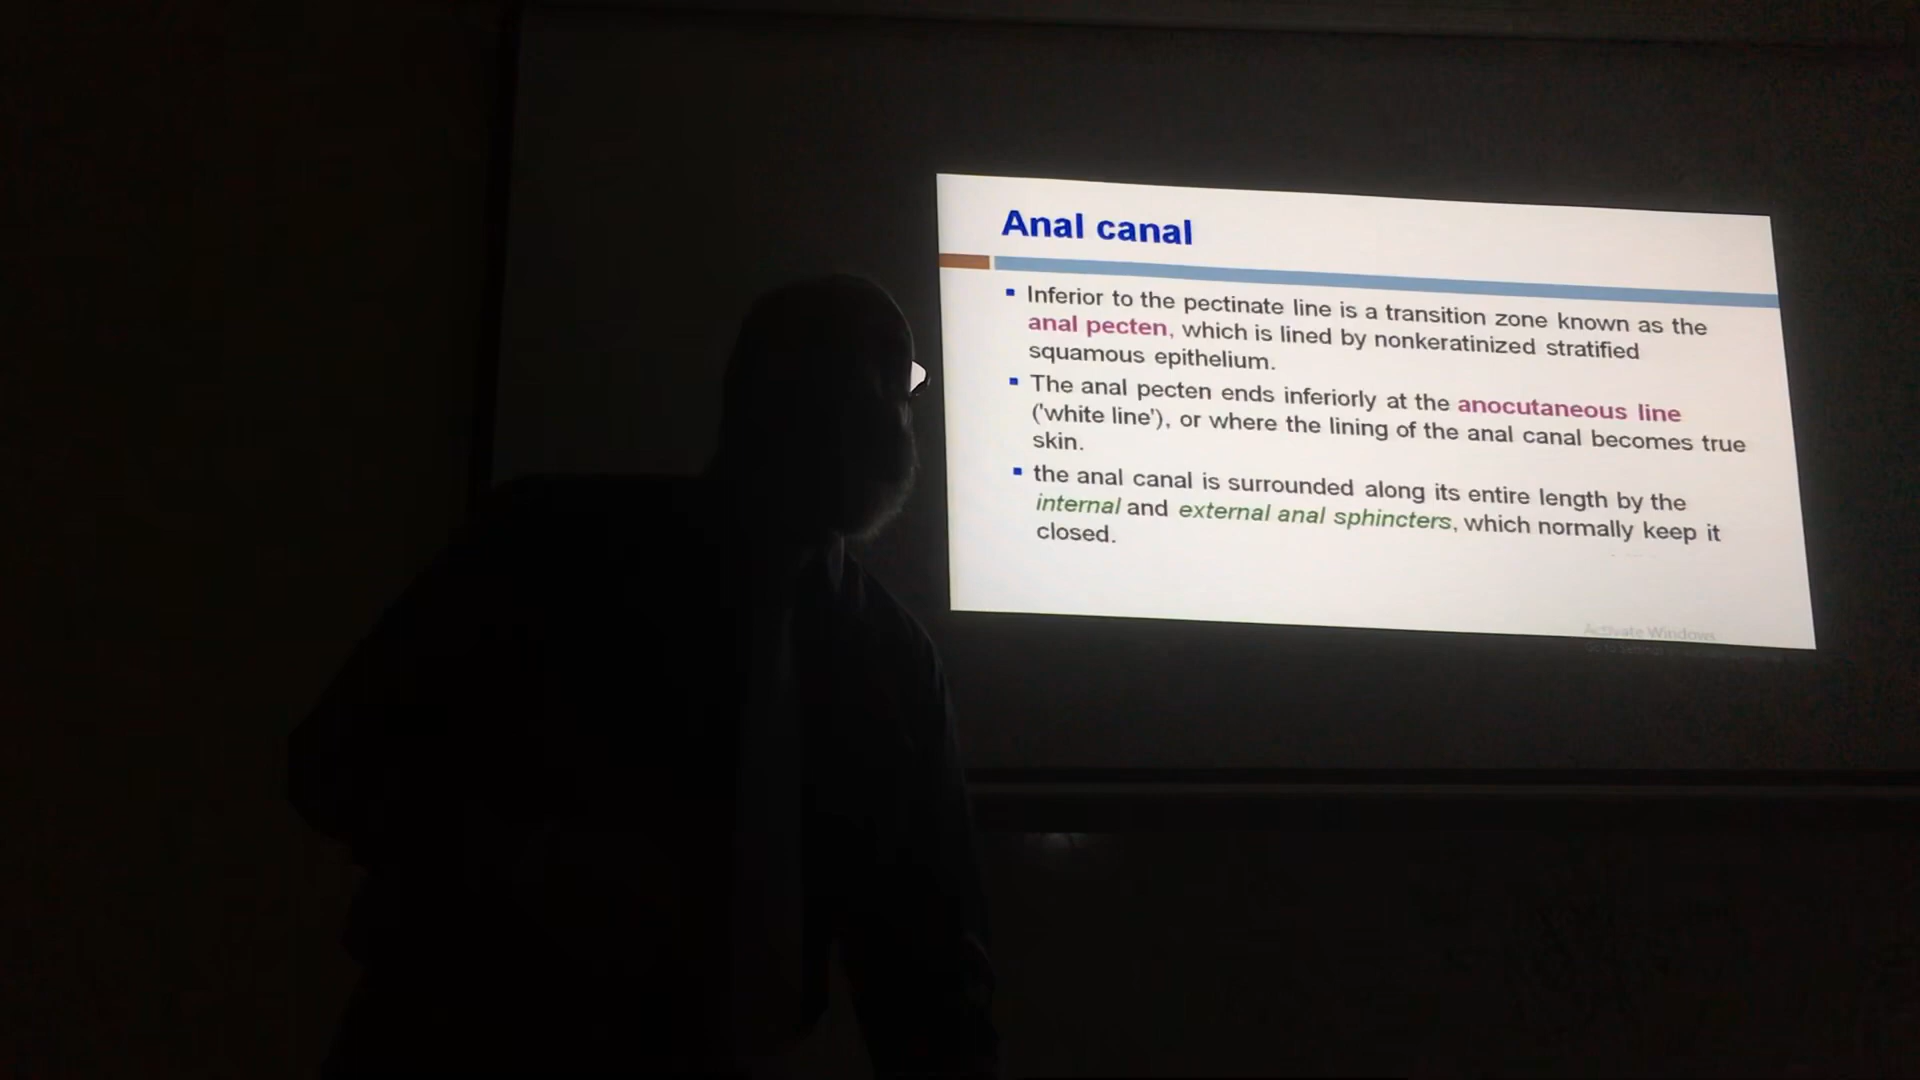 Anal canal
Inferior to the pectinate line is a transition zone known as the
anal pecten, which is lined by nonkeratinized stratified
squamous epithelium.
The anal pecten ends inferiorly at the anocutaneous line
('white line'), or where the lining of the anal canal becomes true
skin.
the anal canal is surrounded along its entire length by the
internal and external anal sphincters, which normally keep it
closed.
Activate Windows
Go to Settings